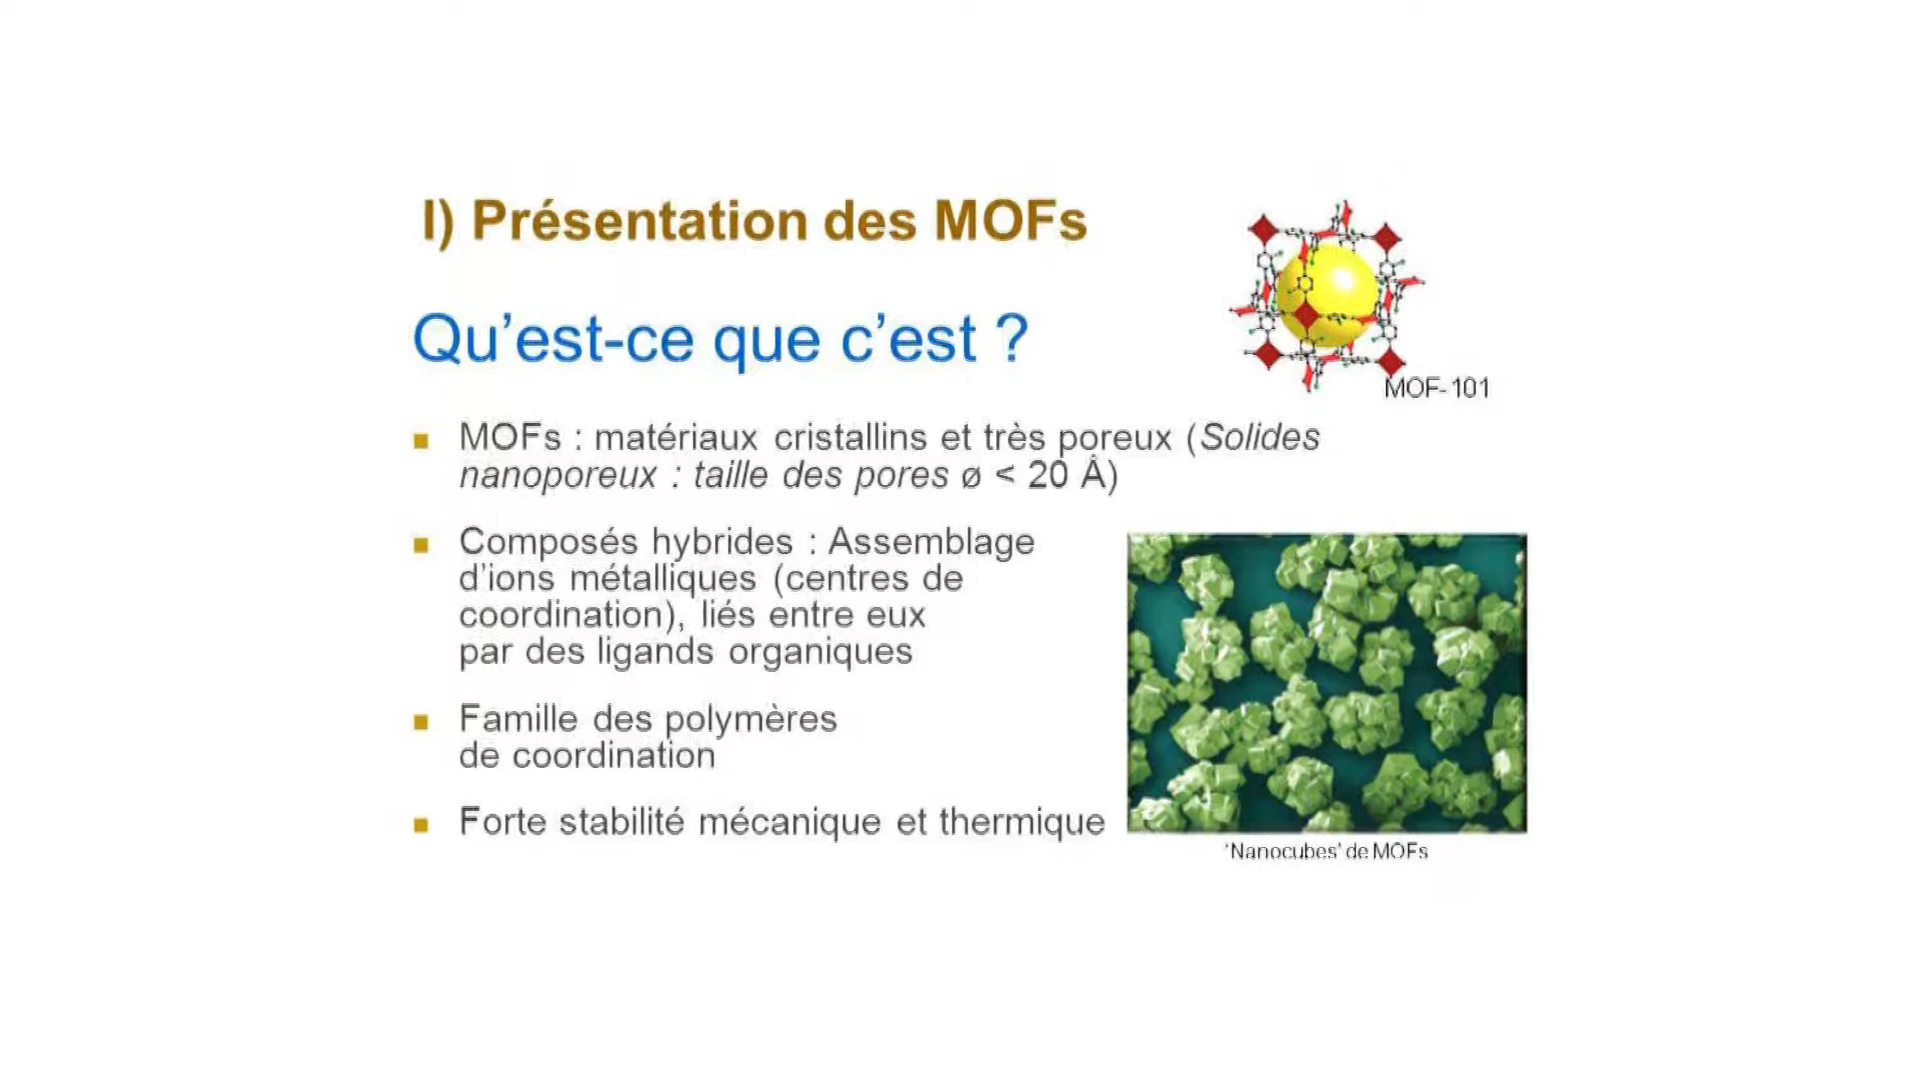 I) Présentation des MOFs
Qu’est-ce que c’est ?
MOF-101
MOFs : matériaux cristallins et très poreux (Solides
nanoporeux : taille des pores ø < 20 Å)
Composés hybrides : Assemblage
d’ions métalliques (centres de
coordination), liés entre eux
par des ligands organiques
Famille des polymères
de coordination
Forte stabilité mécanique et thermique
‘Nanocubes’ de MOFs